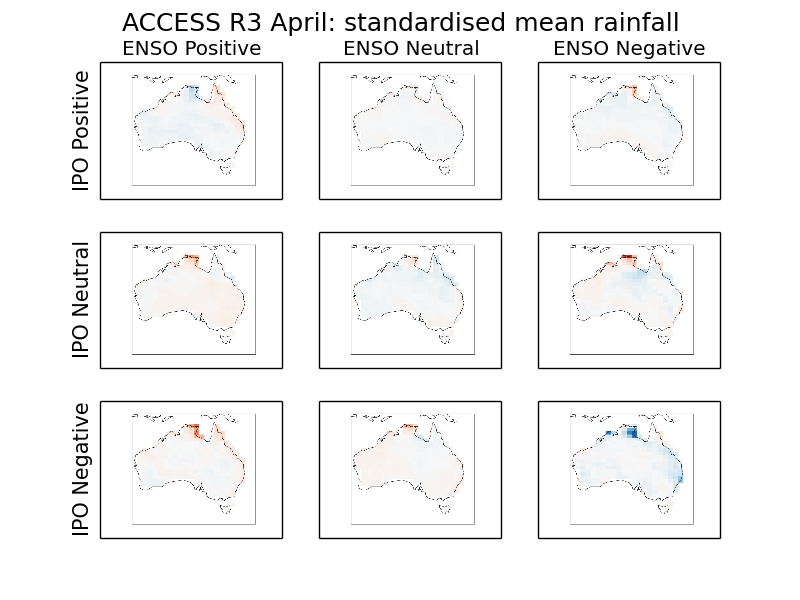 ACCESS R3 April: standardised mean rainfall
ENSO Positive
ENSO Neutral
ENSO Negative
IPO Positive
IPO Neutral
IPO Negative